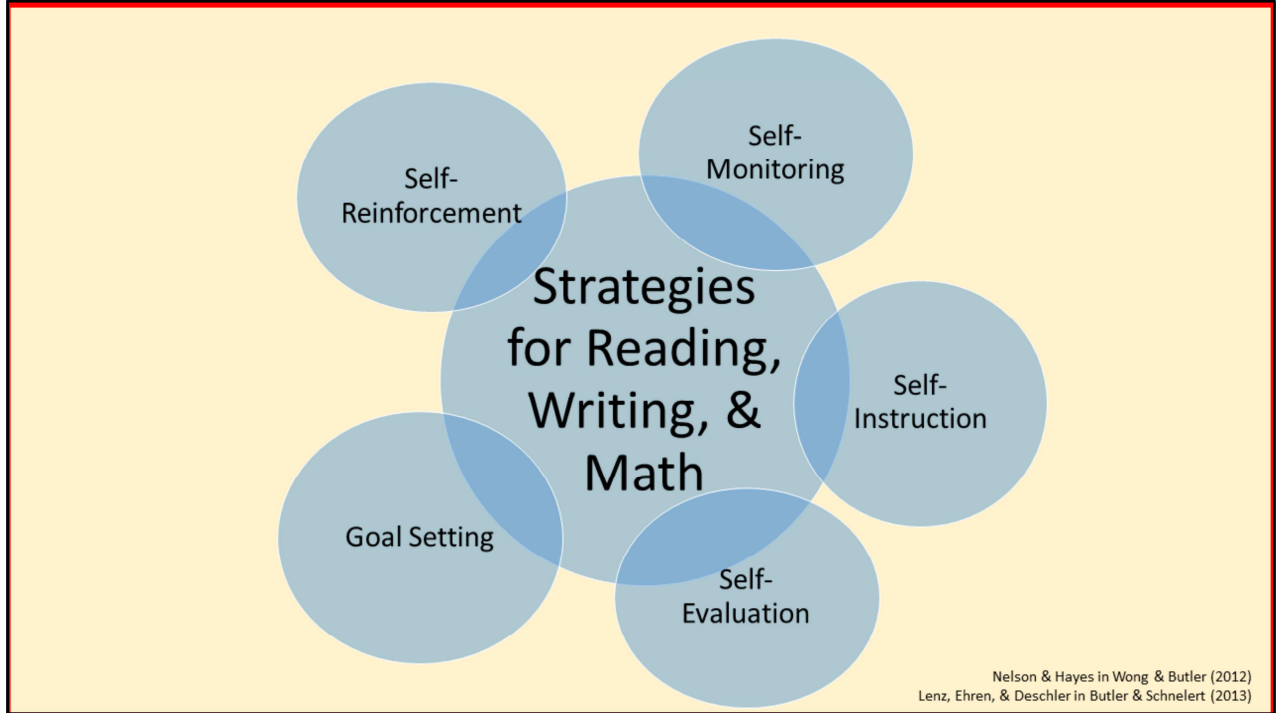 Self-
Monitoring
Self-
Reinforcement
Strategies
for Reading,
Writing, &
Math
Self-
Instruction
Goal Setting
Self-
Evaluation
Nelson & Hayes in Wong & Butler (2012)
Lenz, Ehren, & Deschler in Butler & Schnelert (2013)